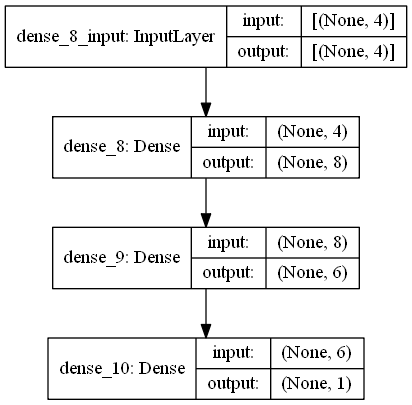 dense_8_input: InputLayer
input: [(None, 4)]
output: [(None, 4)]
dense_8: Dense
input: (None, 4)
output: (None, 8)
dense_9: Dense
input: (None, 8)
output: (None, 6)
dense_10: Dense
input: (None, 6)
output: (None, 1)